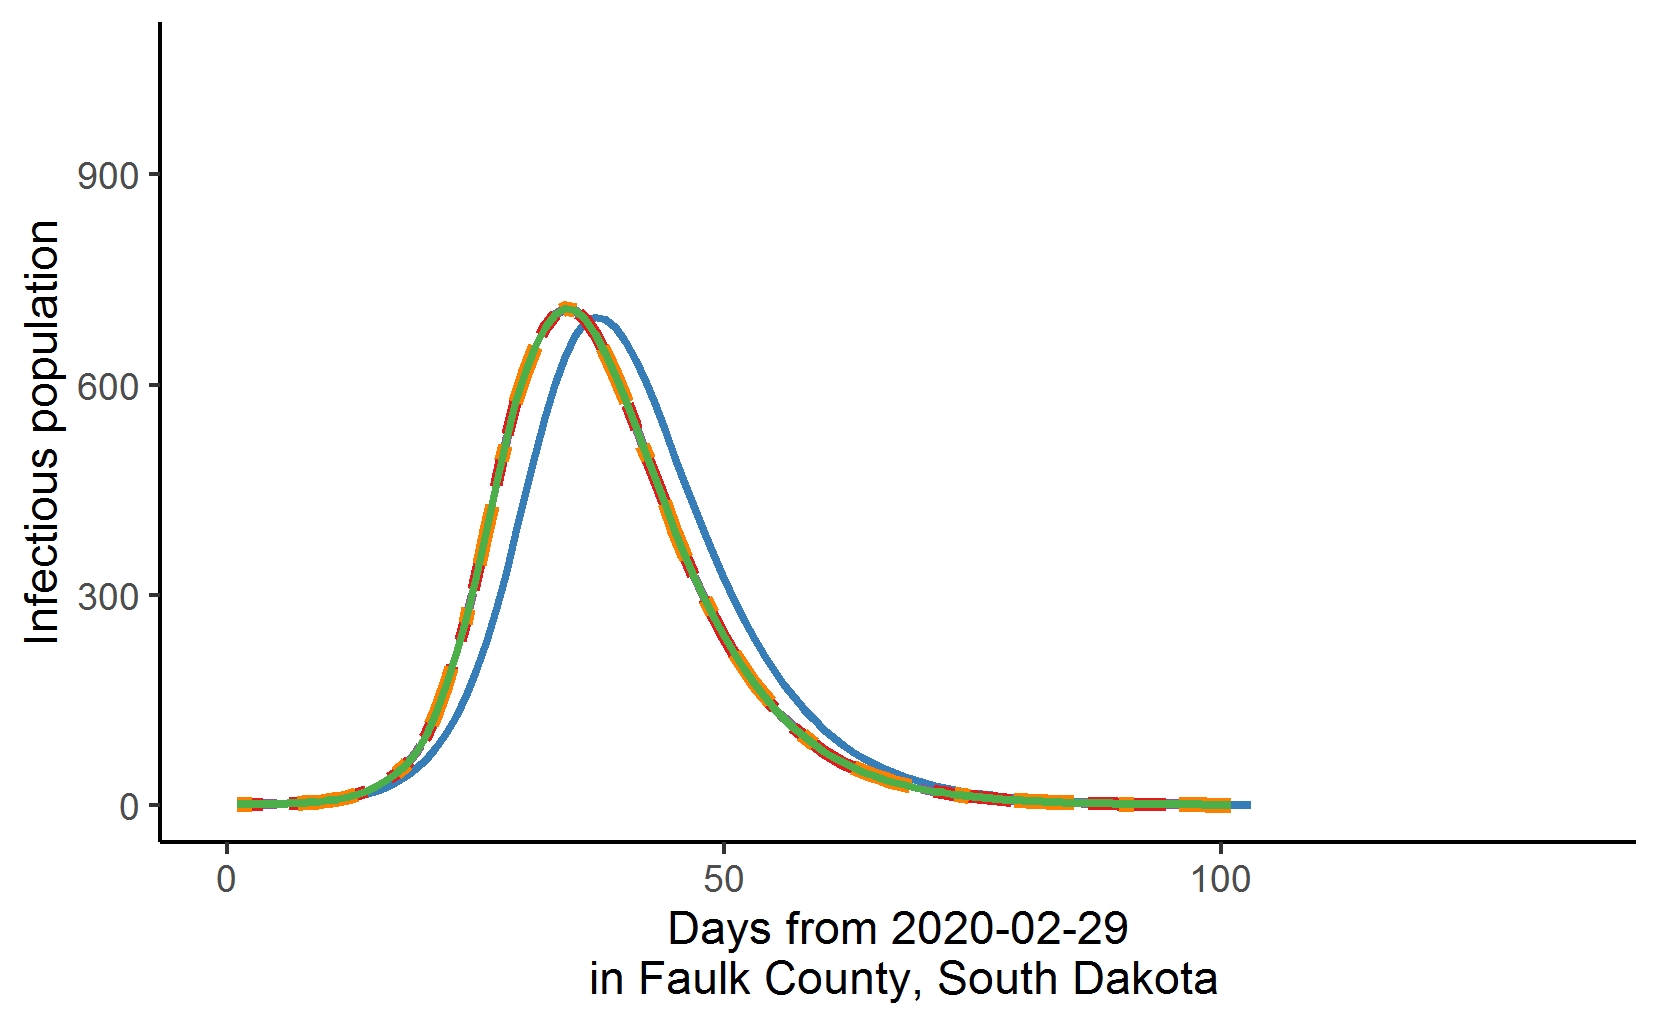 Infectious population
900
600
300
0
0 50 100
Days from 2020-02-29
in Faulk County, South Dakota